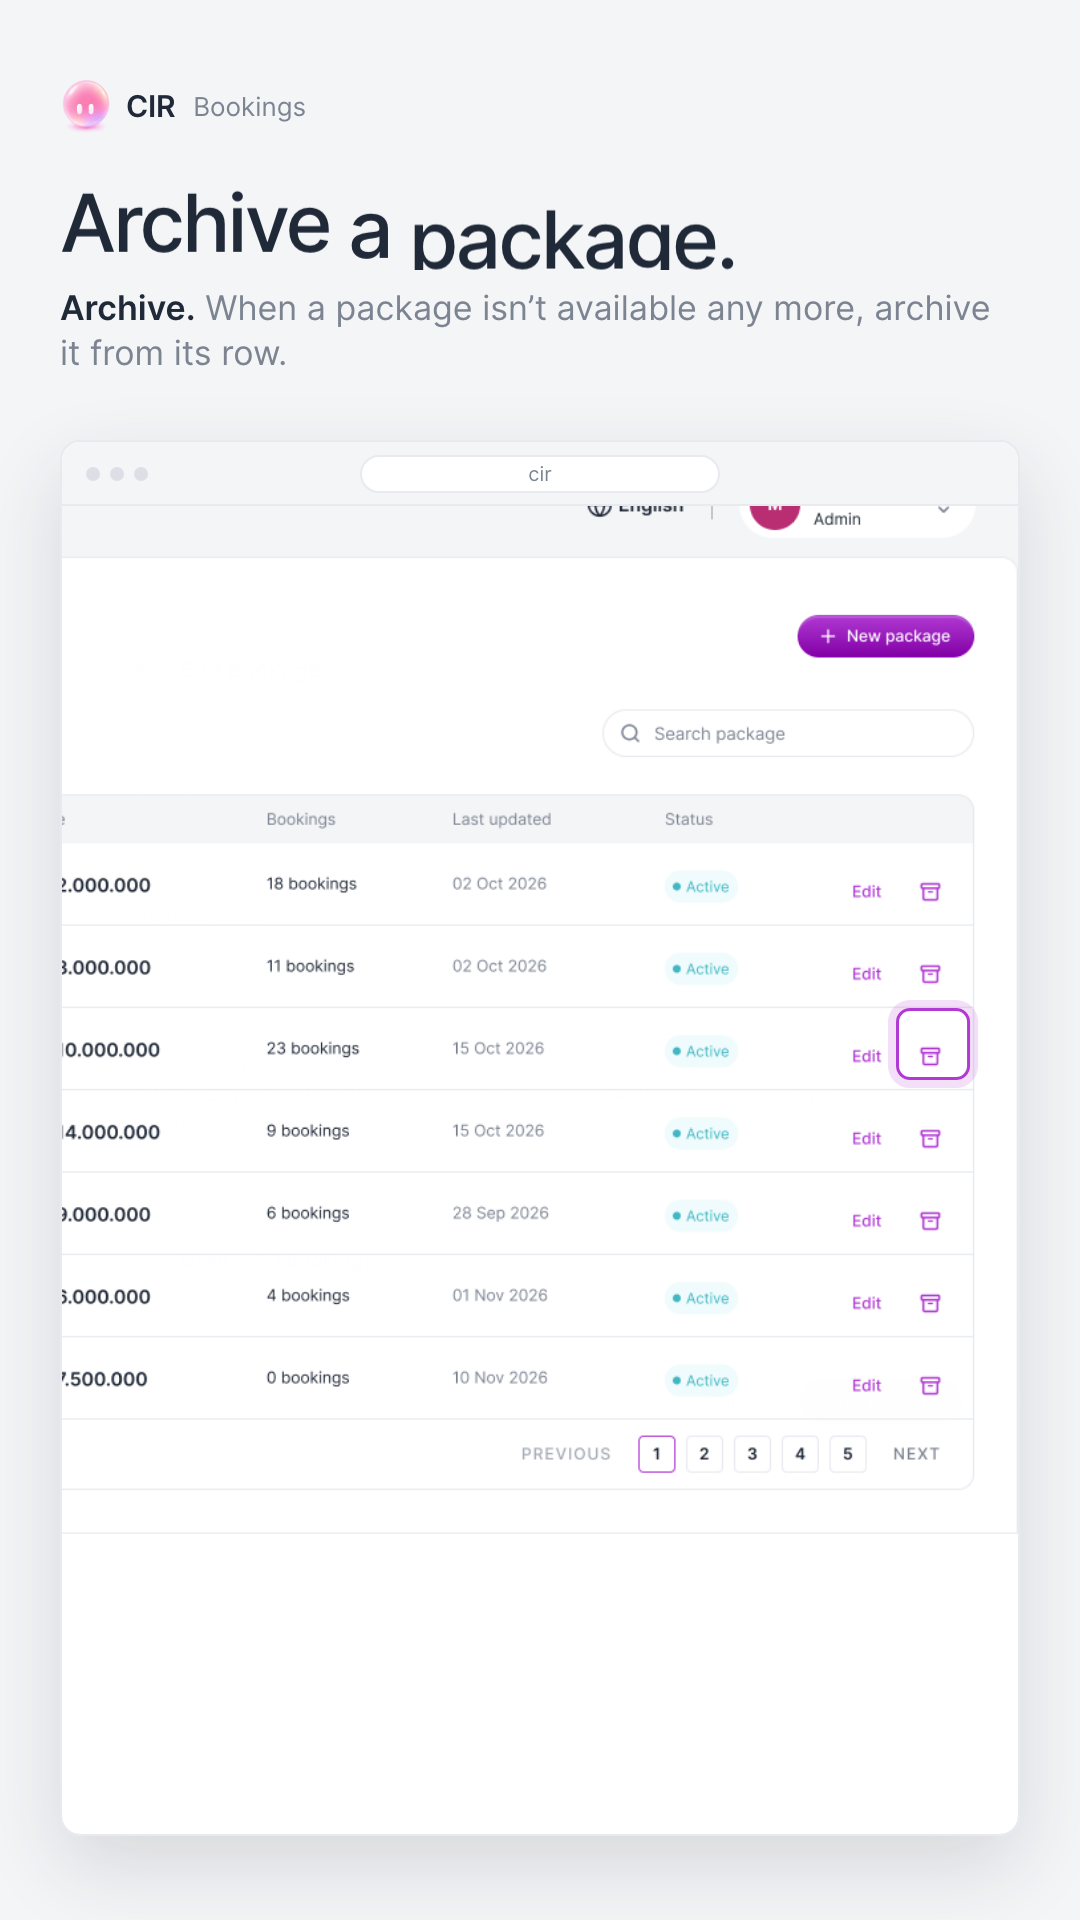 CIR Bookings
Archive a package.
Archive. When a package isn’t available any more, archive
it from its row.
cir
English
M
Admin
+ New package
Search package
e Bookings Last updated Status
2.000.000 18 bookings 02 Oct 2026 Active Edit
3.000.000 11 bookings 02 Oct 2026 Active Edit
10.000.000 23 bookings 15 Oct 2026 Active Edit
14.000.000 9 bookings 15 Oct 2026 Active Edit
9.000.000 6 bookings 28 Sep 2026 Active Edit
6.000.000 4 bookings 01 Nov 2026 Active Edit
7.500.000 0 bookings 10 Nov 2026 Active Edit
PREVIOUS 1 2 3 4 5 NEXT